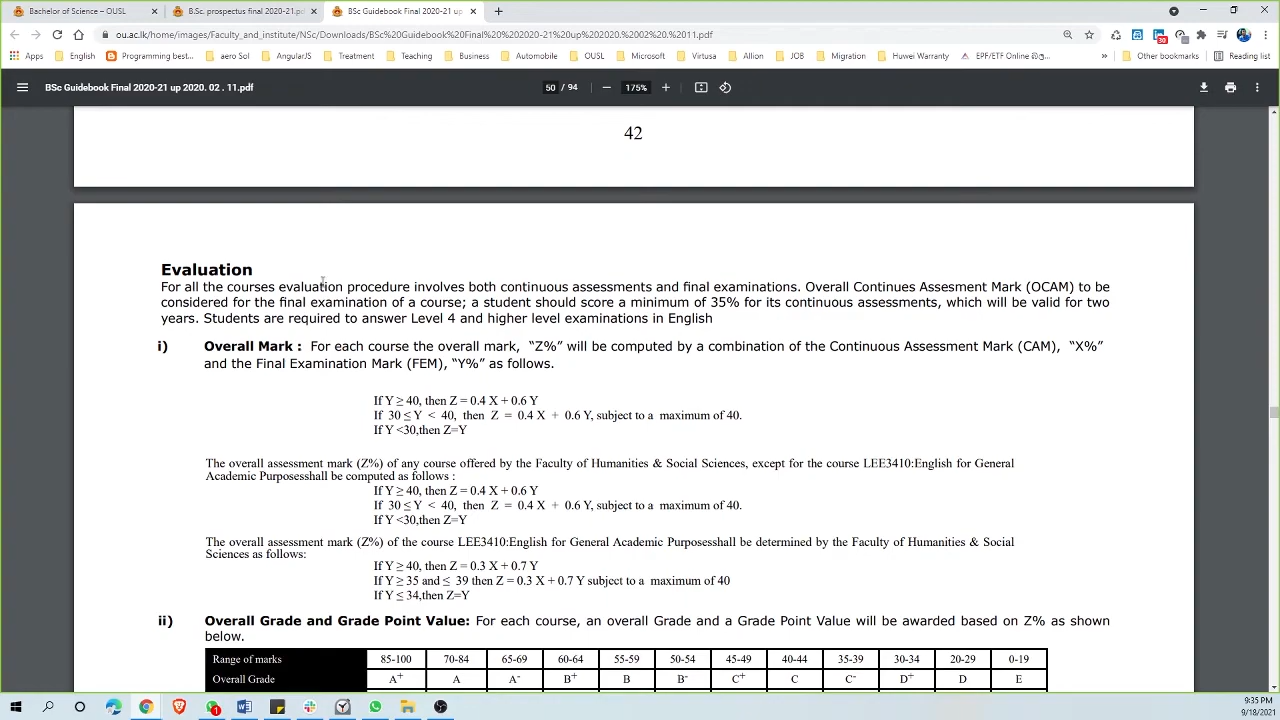 Bachelor of Science – OUSL
B.Sc. prospectus final 2020-21.p
BSc Guidebook Final 2020-21 up
ou.ac.lk/home/images/Faculty_and_institute/NSc/Downloads/BSc%20Guidebook%20Final%20%202020-21%20up%202020.%2002%20.%2011.pdf
Apps English Programming best... aero Sol AngularJS Treatment Teaching Business Automobile OUSL Microsoft Virtusa Allion JOB Migration Huwei Warranty EPF/ETF Online » Other bookmarks Reading list
BSc Guidebook Final 2020-21 up 2020. 02 . 11.pdf 50 / 94 — 175% +
42
Evaluation
For all the courses evaluation procedure involves both continuous assessments and final examinations. Overall Continues Assesment Mark (OCAM) to be
considered for the final examination of a course; a student should score a minimum of 35% for its continuous assessments, which will be valid for two
years. Students are required to answer Level 4 and higher level examinations in English
i) Overall Mark : For each course the overall mark, “Z%” will be computed by a combination of the Continuous Assessment Mark (CAM), “X%”
and the Final Examination Mark (FEM), “Y%” as follows.
If Y ≥ 40, then Z = 0.4 X + 0.6 Y
If 30 ≤ Y < 40, then Z = 0.4 X + 0.6 Y, subject to a maximum of 40.
If Y <30,then Z=Y
The overall assessment mark (Z%) of any course offered by the Faculty of Humanities & Social Sciences, except for the course LEE3410:English for General
Academic Purposesshall be computed as follows :
If Y ≥ 40, then Z = 0.4 X + 0.6 Y
If 30 ≤ Y < 40, then Z = 0.4 X + 0.6 Y, subject to a maximum of 40.
If Y <30,then Z=Y
The overall assessment mark (Z%) of the course LEE3410:English for General Academic Purposesshall be determined by the Faculty of Humanities & Social
Sciences as follows:
If Y ≥ 40, then Z = 0.3 X + 0.7 Y
If Y ≥ 35 and ≤ 39 then Z = 0.3 X + 0.7 Y subject to a maximum of 40
If Y ≤ 34,then Z=Y
ii) Overall Grade and Grade Point Value: For each course, an overall Grade and a Grade Point Value will be awarded based on Z% as shown
below.
Range of marks 85-100 70-84 65-69 60-64 55-59 50-54 45-49 40-44 35-39 30-34 20-29 0-19
Overall Grade A+ A A- B+ B B- C+ C C- D+ D E
9:35 PM
9/18/2021